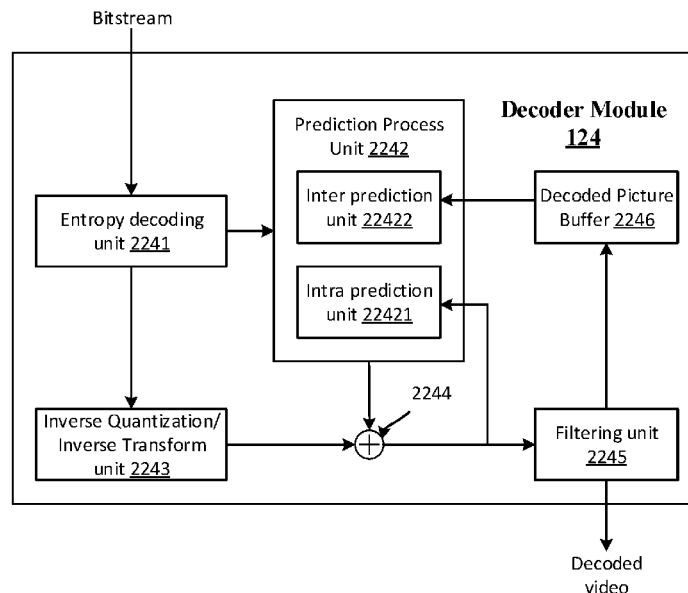 Bitstream
Decoder Module
124
Prediction Process
Unit 2242
Inter prediction
unit 22422
Decoded Picture
Buffer 2246
Entropy decoding
unit 2241
Intra prediction
unit 22421
2244
Inverse Quantization/
Inverse Transform
unit 2243
Filtering unit
2245
Decoded
video